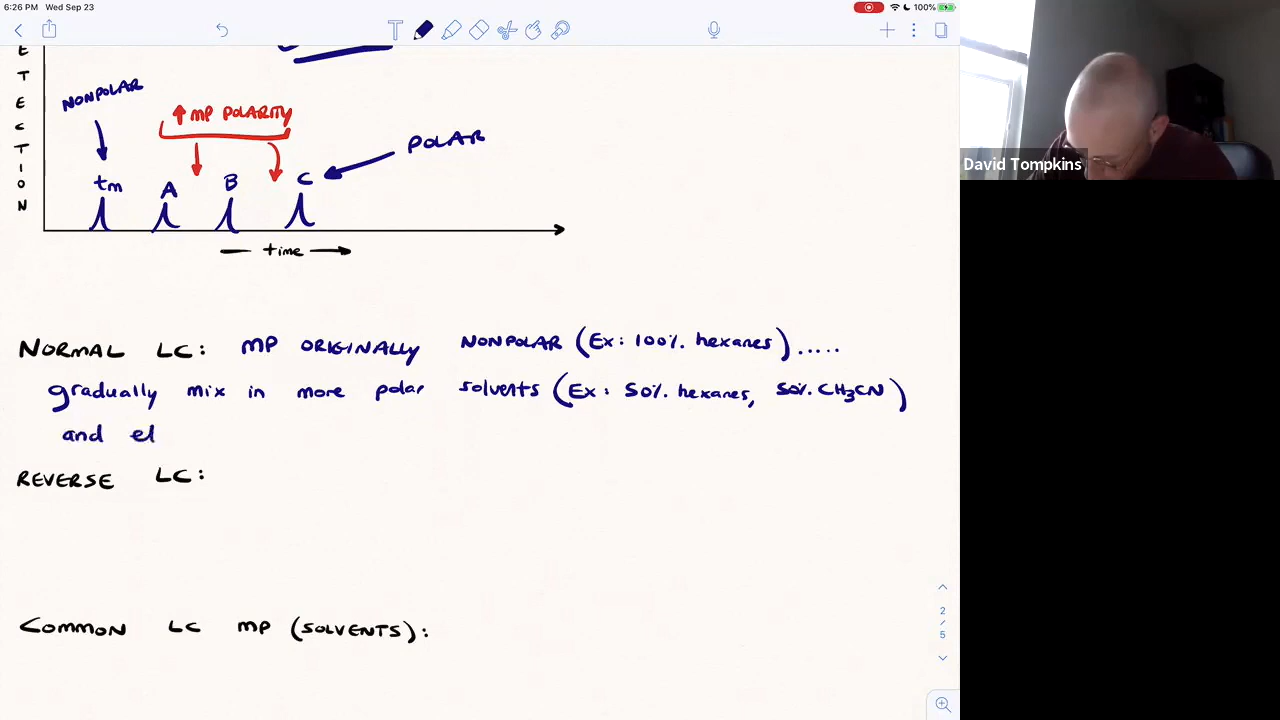 6:26 PM Wed Sep 23
100%
E
T
E
C
T
I
O
N
NONPOLAR
↑ MP POLARITY
POLAR
tm A B C
— time →
NORMAL LC: MP ORIGINALLY NONPOLAR (Ex: 100% hexanes).....
gradually mix in more polar solvents (Ex: 50% hexanes, 50% CH3CN)
and el
REVERSE LC:
COMMON LC MP (SOLVENTS):
2
/
5
David Tompkins